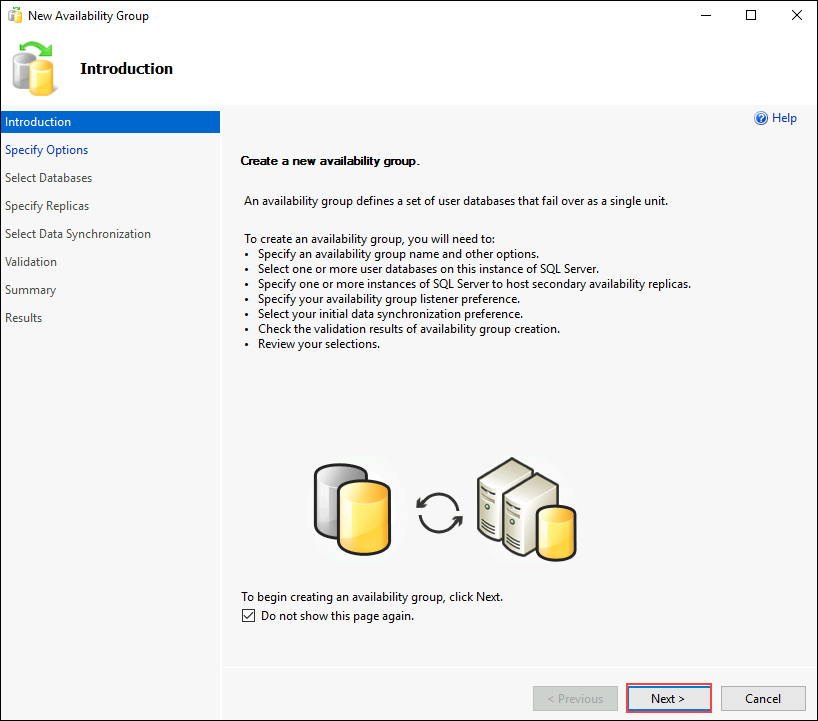 New Availability Group
Introduction
Introduction
Specify Options
Select Databases
Specify Replicas
Select Data Synchronization
Validation
Summary
Results
Help
Create a new availability group.
An availability group defines a set of user databases that fail over as a single unit.
To create an availability group, you will need to:
• Specify an availability group name and other options.
• Select one or more user databases on this instance of SQL Server.
• Specify one or more instances of SQL Server to host secondary availability replicas.
• Specify your availability group listener preference.
• Select your initial data synchronization preference.
• Check the validation results of availability group creation.
• Review your selections.
To begin creating an availability group, click Next.
Do not show this page again.
< Previous
Next >
Cancel